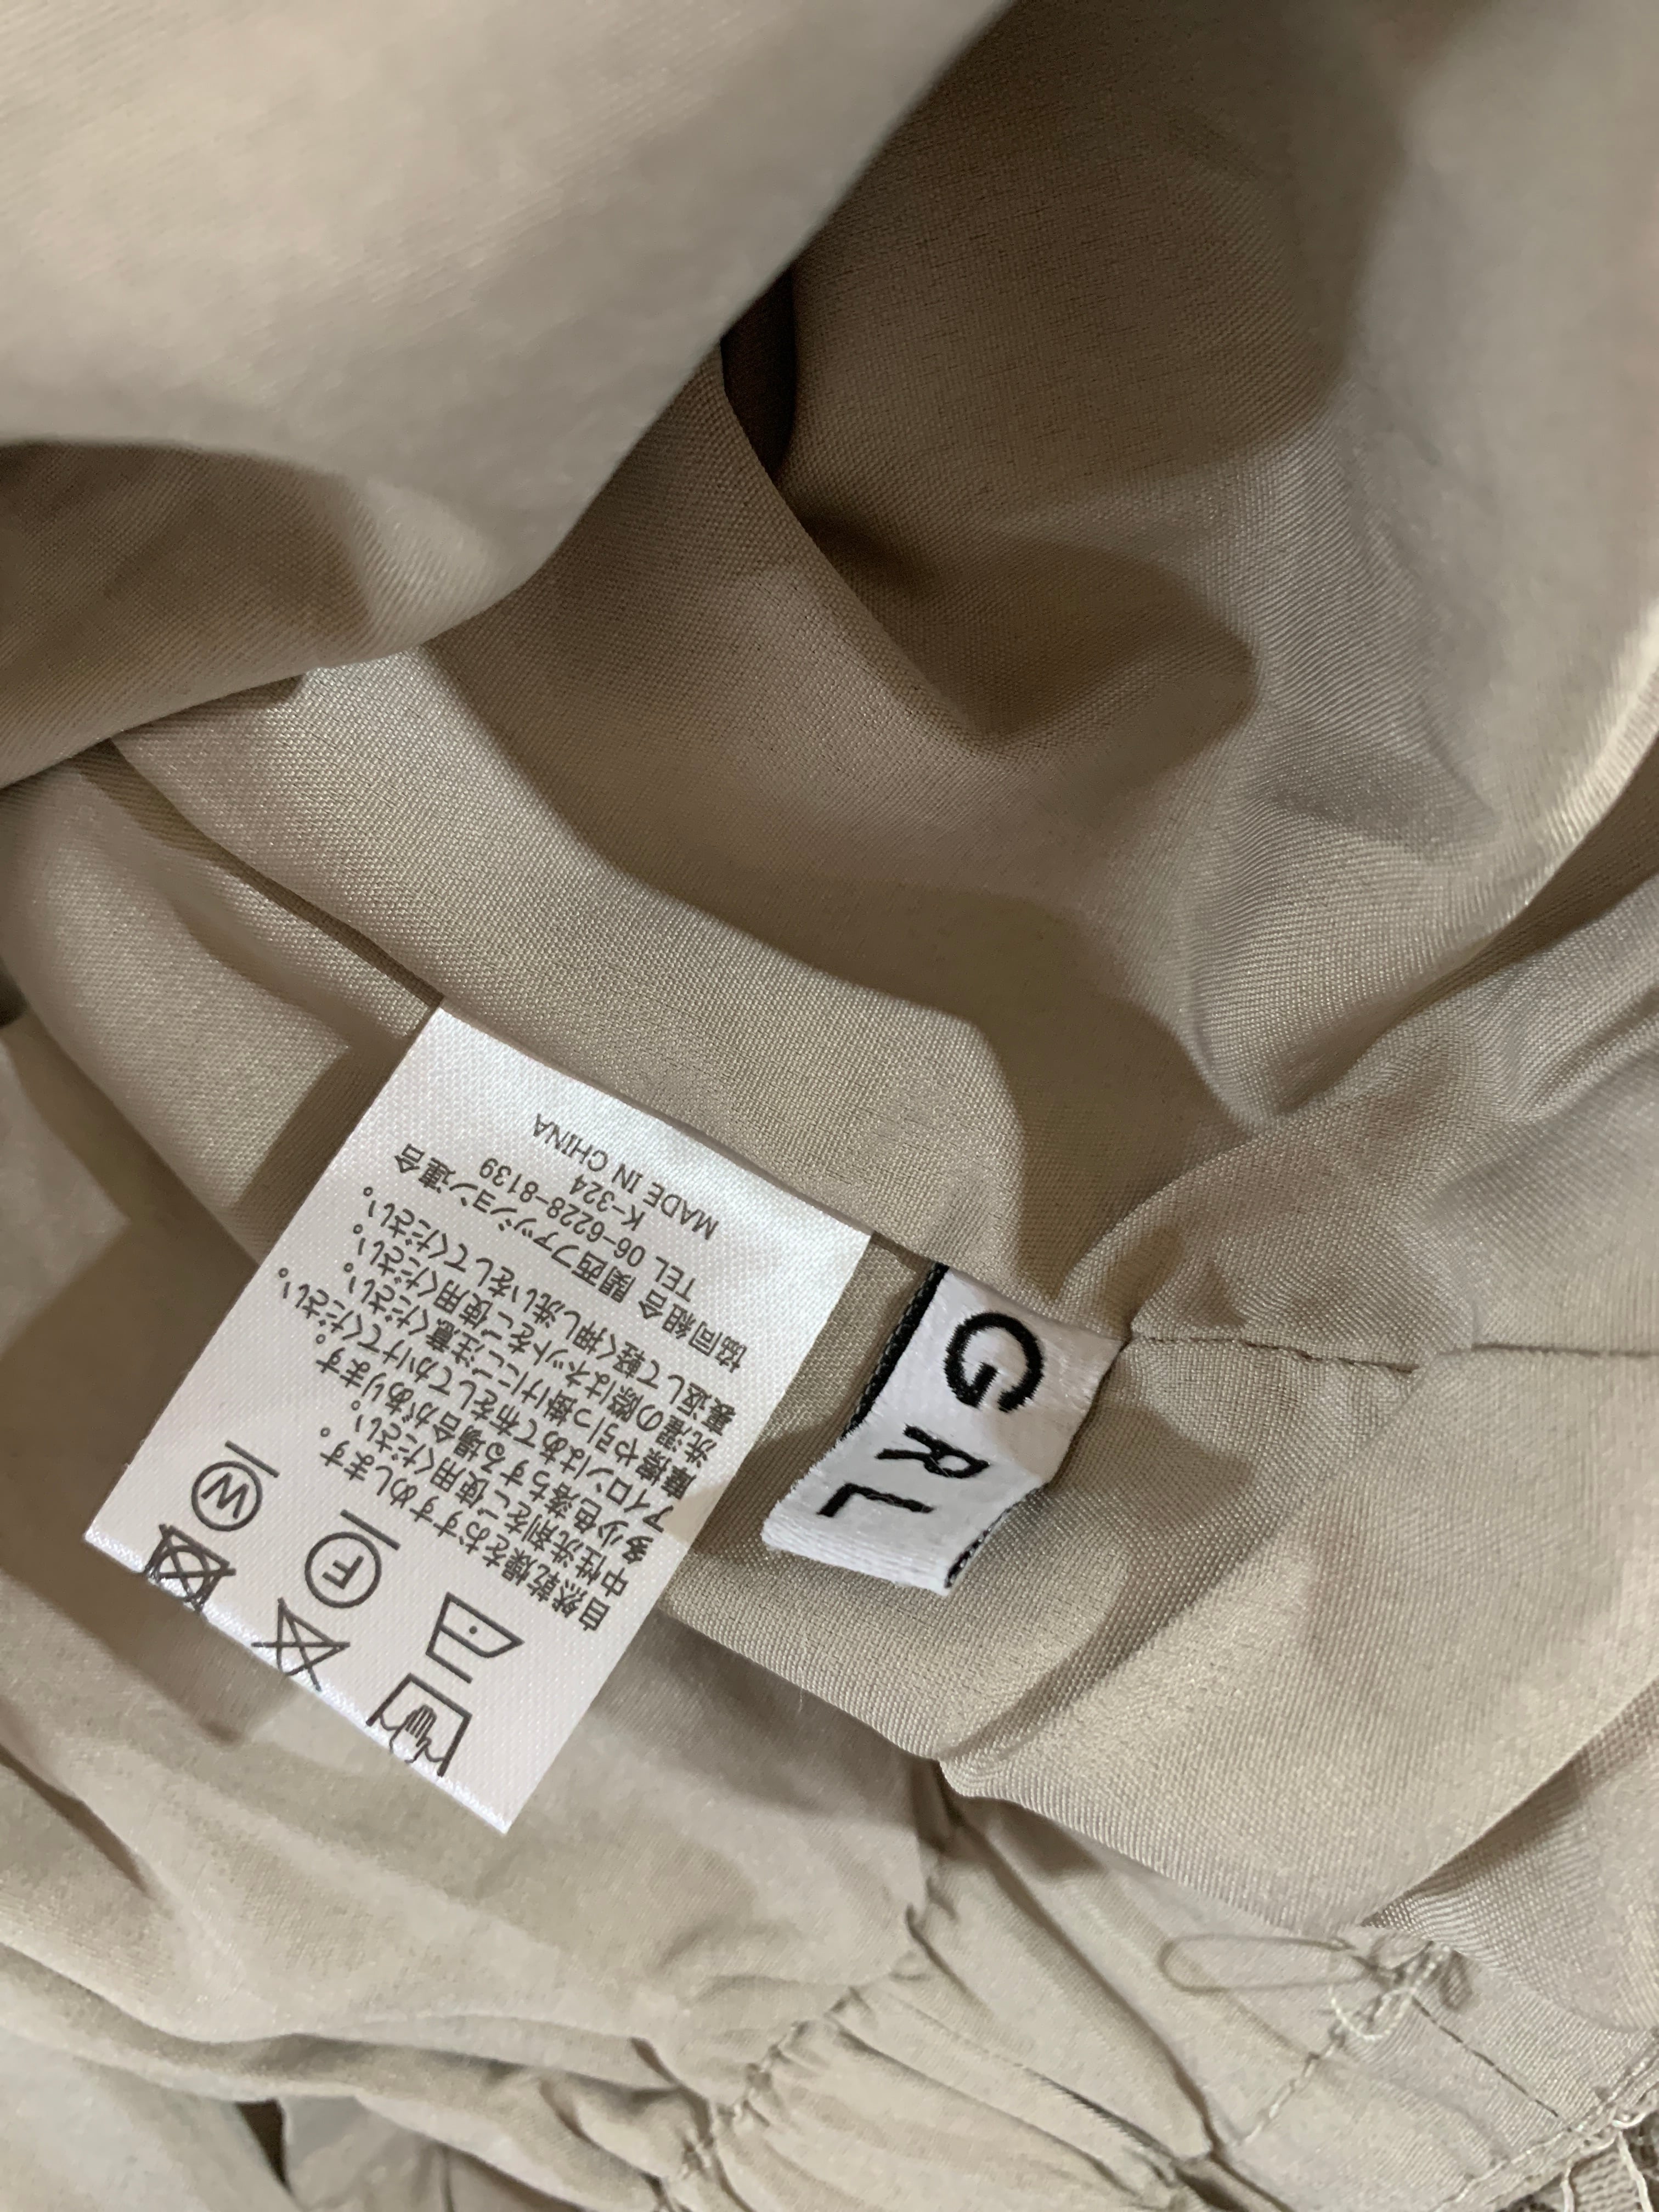 自然乾燥をおすすめします。
中性洗剤をご使用ください。
多少色落ちする場合があります。
アイロンはあて布をしてかけてください。
摩擦や引っ掛けにご注意ください。
洗濯の際はネットをご使用ください。
裏返して軽く押し洗いをしてください。
協同組合 関西ファッション連合
TEL 06-6228-8139
K-324
MADE IN CHINA
F
W
GRL